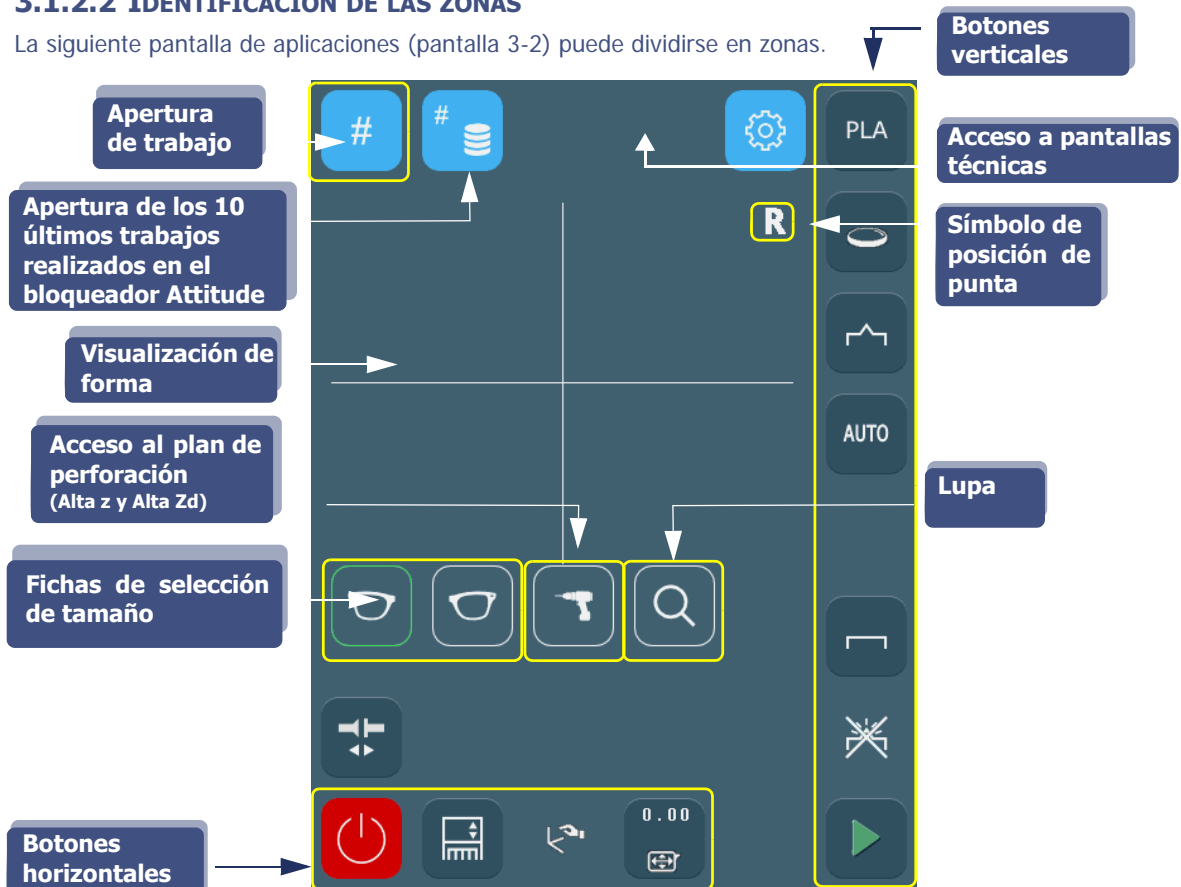 3.1.2.2 IDENTIFICACIÓN DE LAS ZONAS
La siguiente pantalla de aplicaciones (pantalla 3-2) puede dividirse en zonas.
Botones
verticales
Apertura
de trabajo
#
#
PLA
Acceso a pantallas
técnicas
Apertura de los 10
últimos trabajos
realizados en el
bloqueador Attitude
R
Símbolo de
posición de
punta
Visualización de
forma
AUTO
Acceso al plan de
perforación
(Alta z y Alta Zd)
Lupa
Fichas de selección
de tamaño
0.00
Botones
horizontales